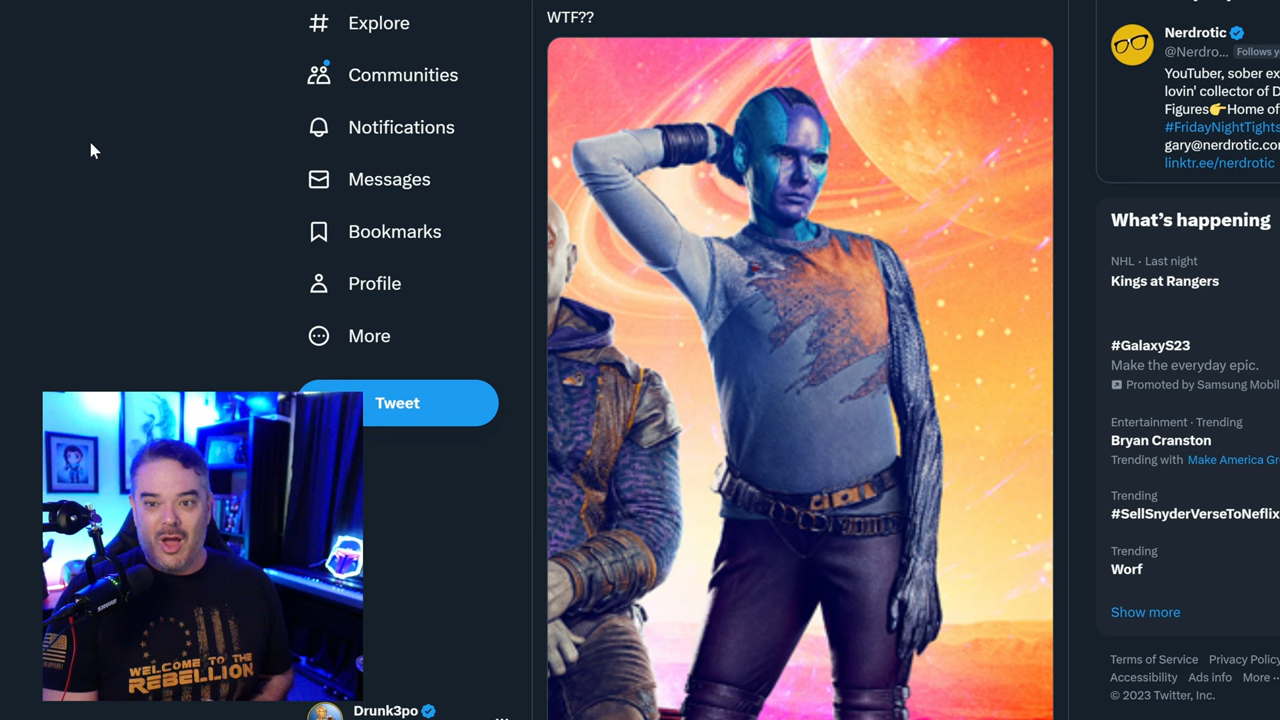 Explore
Communities
Notifications
Messages
Bookmarks
Profile
More
Tweet
SHURE
WELCOME TO THE
REBELLION
Drunk3po
WTF??
Nerdrotic
@Nerdro... Follows y
YouTuber, sober ex
lovin' collector of D
Figures👉Home of
#FridayNightTights
gary@nerdrotic.co
linktr.ee/nerdrotic
What's happening
NHL · Last night
Kings at Rangers
#GalaxyS23
Make the everyday epic.
Promoted by Samsung Mobil
Entertainment · Trending
Bryan Cranston
Trending with Make America Gr
Trending
#SellSnyderVerseToNeflix
Trending
Worf
Show more
Terms of Service Privacy Policy
Accessibility Ads info More ··
© 2023 Twitter, Inc.